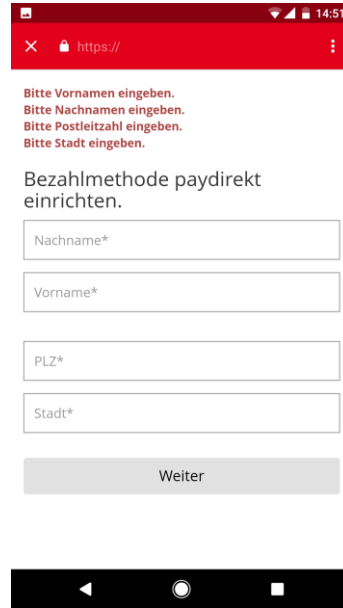 14:51
https://
Bitte Vornamen eingeben.
Bitte Nachnamen eingeben.
Bitte Postleitzahl eingeben.
Bitte Stadt eingeben.
Bezahlmethode paydirekt
einrichten.
Nachname*
Vorname*
PLZ*
Stadt*
Weiter